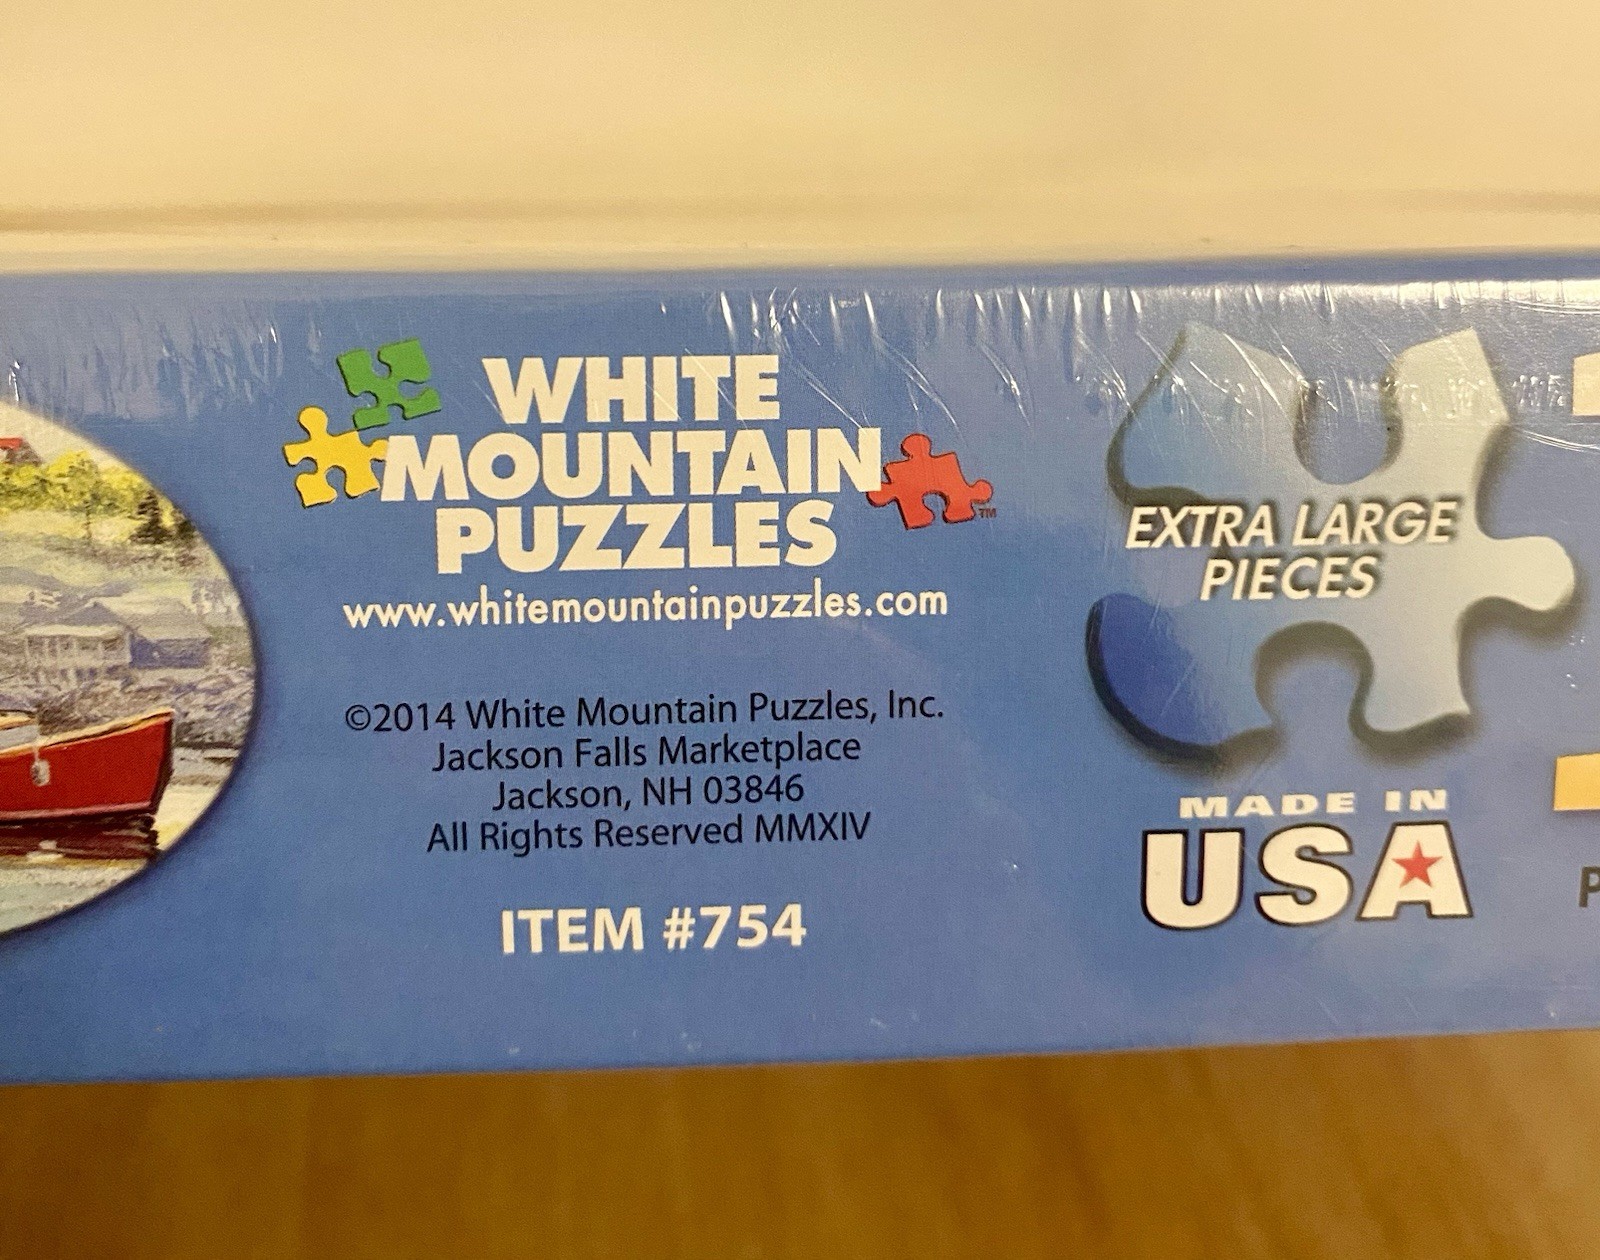 WHITE
MOUNTAIN
PUZZLES
™
www.whitemountainpuzzles.com
©2014 White Mountain Puzzles, Inc.
Jackson Falls Marketplace
Jackson, NH 03846
All Rights Reserved MMXIV
ITEM #754
EXTRA LARGE
PIECES
MADE IN
USA
P